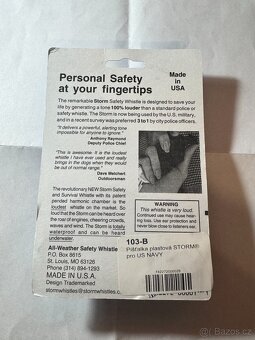 Personal Safety
at your fingertips
Made in
USA
The remarkable Storm Safety Whistle is designed to save your
life by generating a tone 100% louder than a standard police or
safety whistle. The Storm is now being used by the U.S. military,
and in a recent survey was preferred 3 to 1 by city police officers.
"It delivers a powerful, alerting tone
impossible for anyone to ignore."
Anthony Raymond
Deputy Police Chief
"This is awesome. It is the loudest
whistle I have ever used and really
brings in the dogs when they would
be out of normal range."
Dave Meichert
Outdoorsman
The revolutionary NEW Storm Safety
and Survival Whistle with its patent
pended harmonic chamber is the
loudest whistle on the market. So
loud that the Storm can be heard over
the roar of engines, cheering crowds,
waves and wind. The Storm is totally
waterproof and can be heard
underwater.
WARNING
This whistle is very loud.
Continued use may cause hear-
ing loss. Use ear protection and
never blow close to listeners ear.
All-Weather Safety Whistle
P.O. Box 8615
St. Louis, MO 63126
Phone (314) 894-1293
MADE IN U.S.A.
Design Trademarked
stormwhistles@stormwhistles.c
103-B
Píšťalka plastová STORM®
pro US NAVY
Bazoš.cz